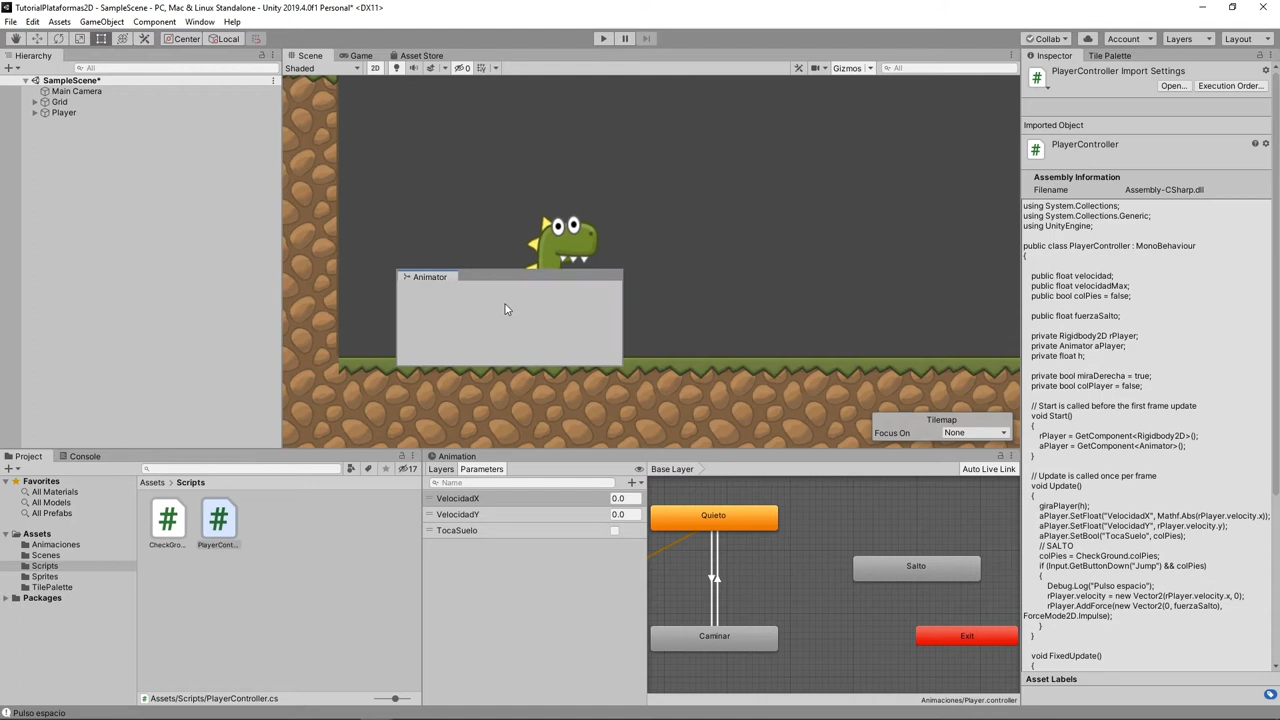 TutorialPlataformas2D - SampleScene - PC, Mac & Linux Standalone - Unity 2019.4.0f1 Personal* <DX11>
File Edit Assets GameObject Component Window Help
Center Local Collab Account Layers Layout
Hierarchy
All
SampleScene*
Main Camera
Grid
Player
Scene Game Asset Store
Shaded 2D 0 Gizmos All
Animator
Tilemap
Focus On None
Inspector Tile Palette
PlayerController Import Settings
Open... Execution Order...
Imported Object
PlayerController
Assembly Information
Filename Assembly-CSharp.dll
using System.Collections;
using System.Collections.Generic;
using UnityEngine;
public class PlayerController : MonoBehaviour
{
public float velocidad;
public float velocidadMax;
public bool colPies = false;
public float fuerzaSalto;
private Rigidbody2D rPlayer;
private Animator aPlayer;
private float h;
private bool miraDerecha = true;
private bool colPlayer = false;
// Start is called before the first frame update
void Start()
{
rPlayer = GetComponent<Rigidbody2D>();
aPlayer = GetComponent<Animator>();
}
// Update is called once per frame
void Update()
{
giraPlayer(h);
aPlayer.SetFloat("VelocidadX", Mathf.Abs(rPlayer.velocity.x));
aPlayer.SetFloat("VelocidadY", rPlayer.velocity.y);
aPlayer.SetBool("TocaSuelo", colPies);
// SALTO
colPies = CheckGround.colPies;
if (Input.GetButtonDown("Jump") && colPies)
{
Debug.Log("Pulso espacio");
rPlayer.velocity = new Vector2(rPlayer.velocity.x, 0);
rPlayer.AddForce(new Vector2(0, fuerzaSalto),
ForceMode2D.Impulse);
}
}
void FixedUpdate()
{
Asset Labels
Project Console
17
Favorites
All Materials
All Models
All Prefabs
Assets
Animaciones
Scenes
Scripts
Sprites
TilePalette
Packages
Assets > Scripts
CheckGro...
PlayerCont...
Assets/Scripts/PlayerController.cs
Animation
Layers Parameters Base Layer Auto Live Link
Name
VelocidadX 0.0
VelocidadY 0.0
TocaSuelo
Quieto
Salto
Caminar
Exit
Animaciones/Player.controller
Pulso espacio